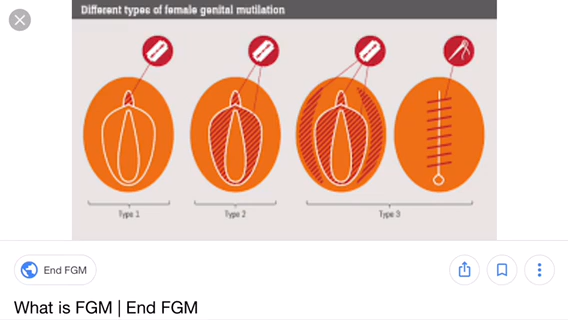 Different types of female genital mutilation
Type 1
Type 2
Type 3
End FGM
What is FGM | End FGM